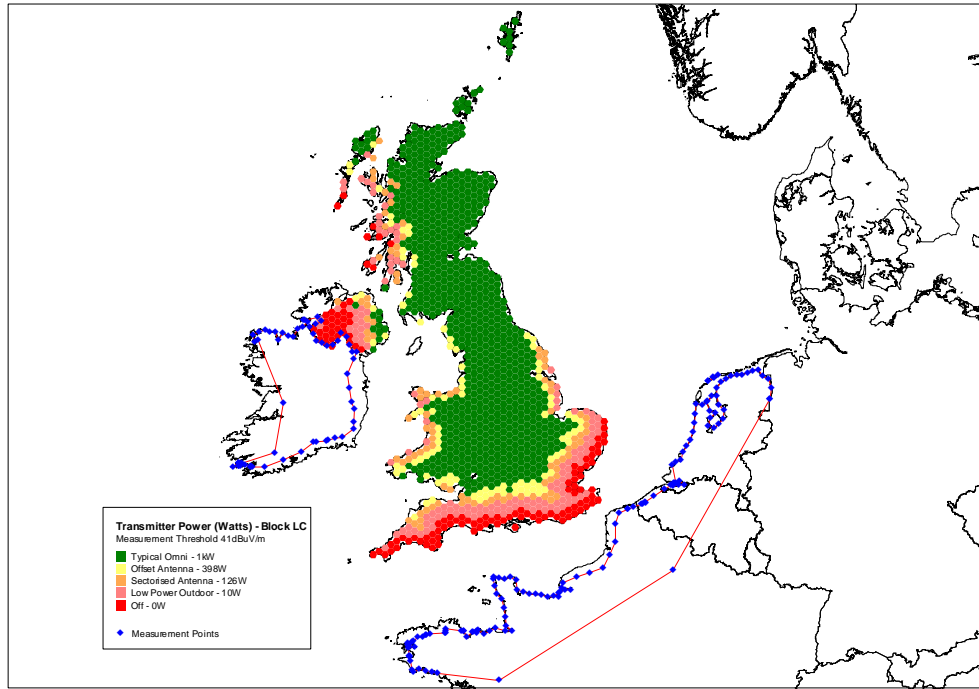 Transmitter Power (Watts) - Block LC
Measurement Threshold 41dBuV/m
Typical Omni - 1kW
Offset Antenna - 398W
Sectorised Antenna - 126W
Low Power Outdoor - 10W
Off - 0W
Measurement Points